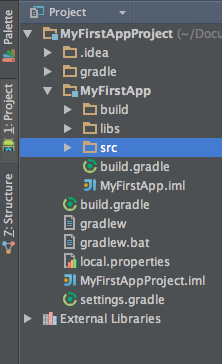 Project
MyFirstAppProject (~/Docu
.idea
gradle
MyFirstApp
build
libs
src
build.gradle
MyFirstApp.iml
build.gradle
gradlew
gradlew.bat
local.properties
MyFirstAppProject.iml
settings.gradle
External Libraries
Palette
1: Project
Z: Structure